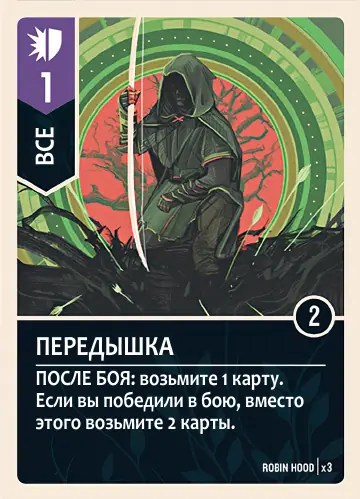 1
ВСЕ
2
ПЕРЕДЫШКА
ПОСЛЕ БОЯ: возьмите 1 карту.
Если вы победили в бою, вместо
этого возьмите 2 карты.
ROBIN HOOD | x3